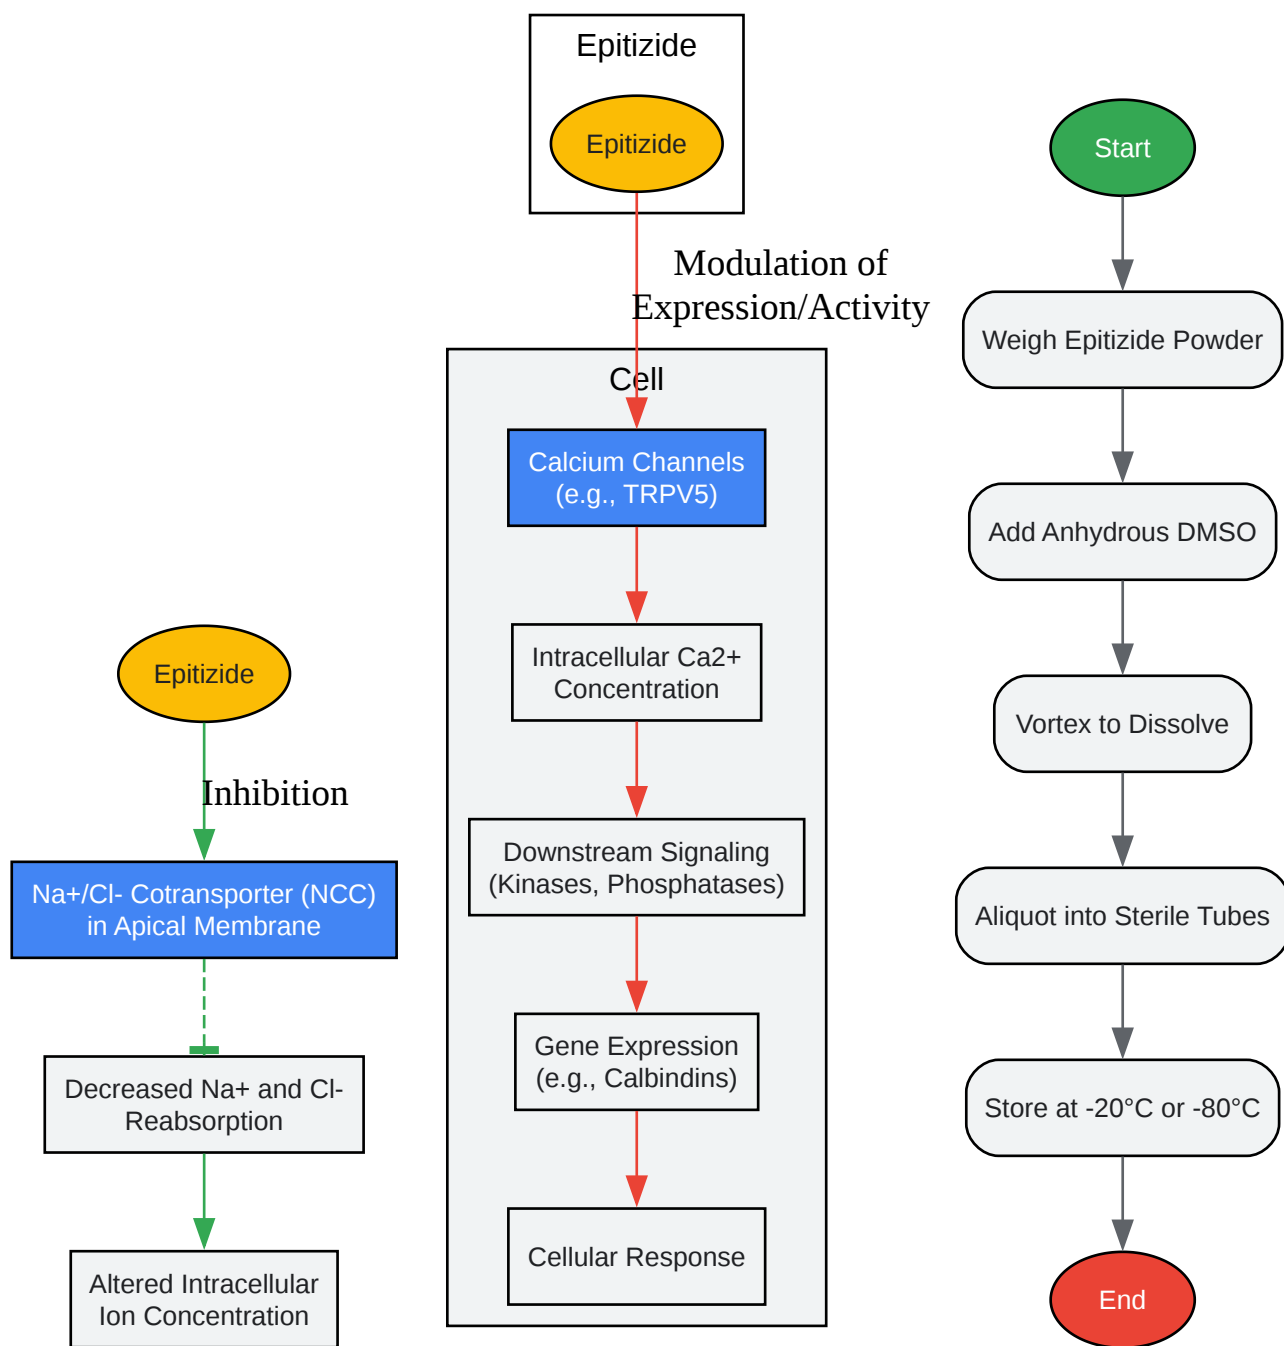 Epitizide
Inhibition
Na+/Cl- Cotransporter (NCC)
in Apical Membrane
Decreased Na+ and Cl-
Reabsorption
Altered Intracellular
Ion Concentration
Epitizide
Epitizide
Modulation of
Expression/Activity
Cell
Calcium Channels
(e.g., TRPV5)
Intracellular Ca2+
Concentration
Downstream Signaling
(Kinases, Phosphatases)
Gene Expression
(e.g., Calbindins)
Cellular Response
Start
Weigh Epitizide Powder
Add Anhydrous DMSO
Vortex to Dissolve
Aliquot into Sterile Tubes
Store at -20°C or -80°C
End